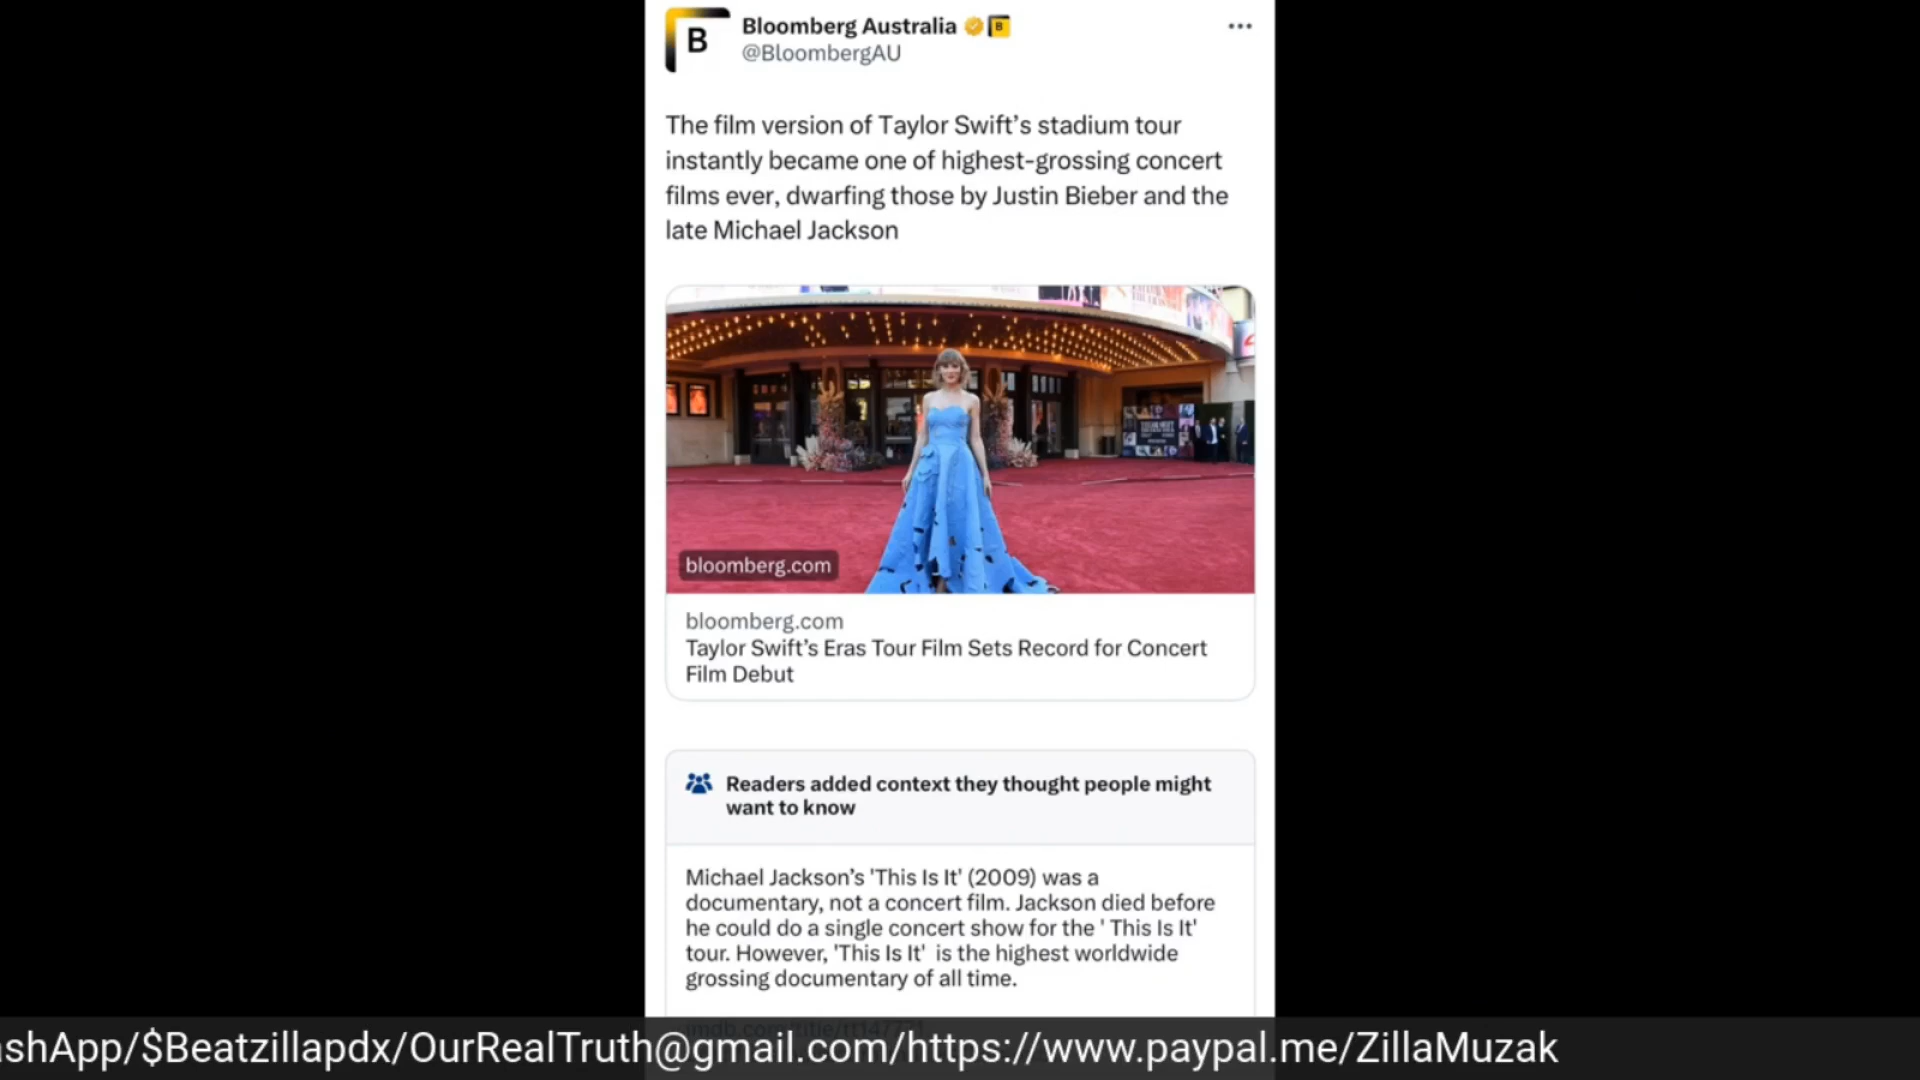 B
Bloomberg Australia
B
@BloombergAU
The film version of Taylor Swift's stadium tour
instantly became one of highest-grossing concert
films ever, dwarfing those by Justin Bieber and the
late Michael Jackson
bloomberg.com
bloomberg.com
Taylor Swift's Eras Tour Film Sets Record for Concert
Film Debut
Readers added context they thought people might
want to know
Michael Jackson's 'This Is It' (2009) was a
documentary, not a concert film. Jackson died before
he could do a single concert show for the ' This Is It'
tour. However, 'This Is It' is the highest worldwide
grossing documentary of all time.
ashApp/$Beatzillapdx/OurRealTruth@gmail.com/https://www.paypal.me/ZillaMuzak